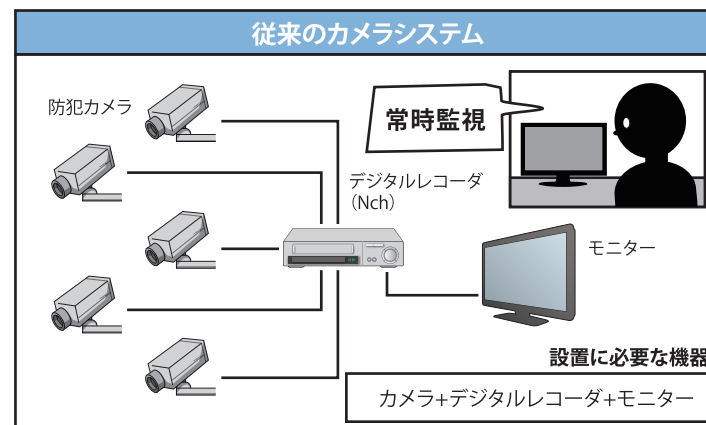 従来のカメラシステム
防犯カメラ
常時監視
デジタルレコーダ
（Nch）
モニター
設置に必要な機器
カメラ+デジタルレコーダ+モニター